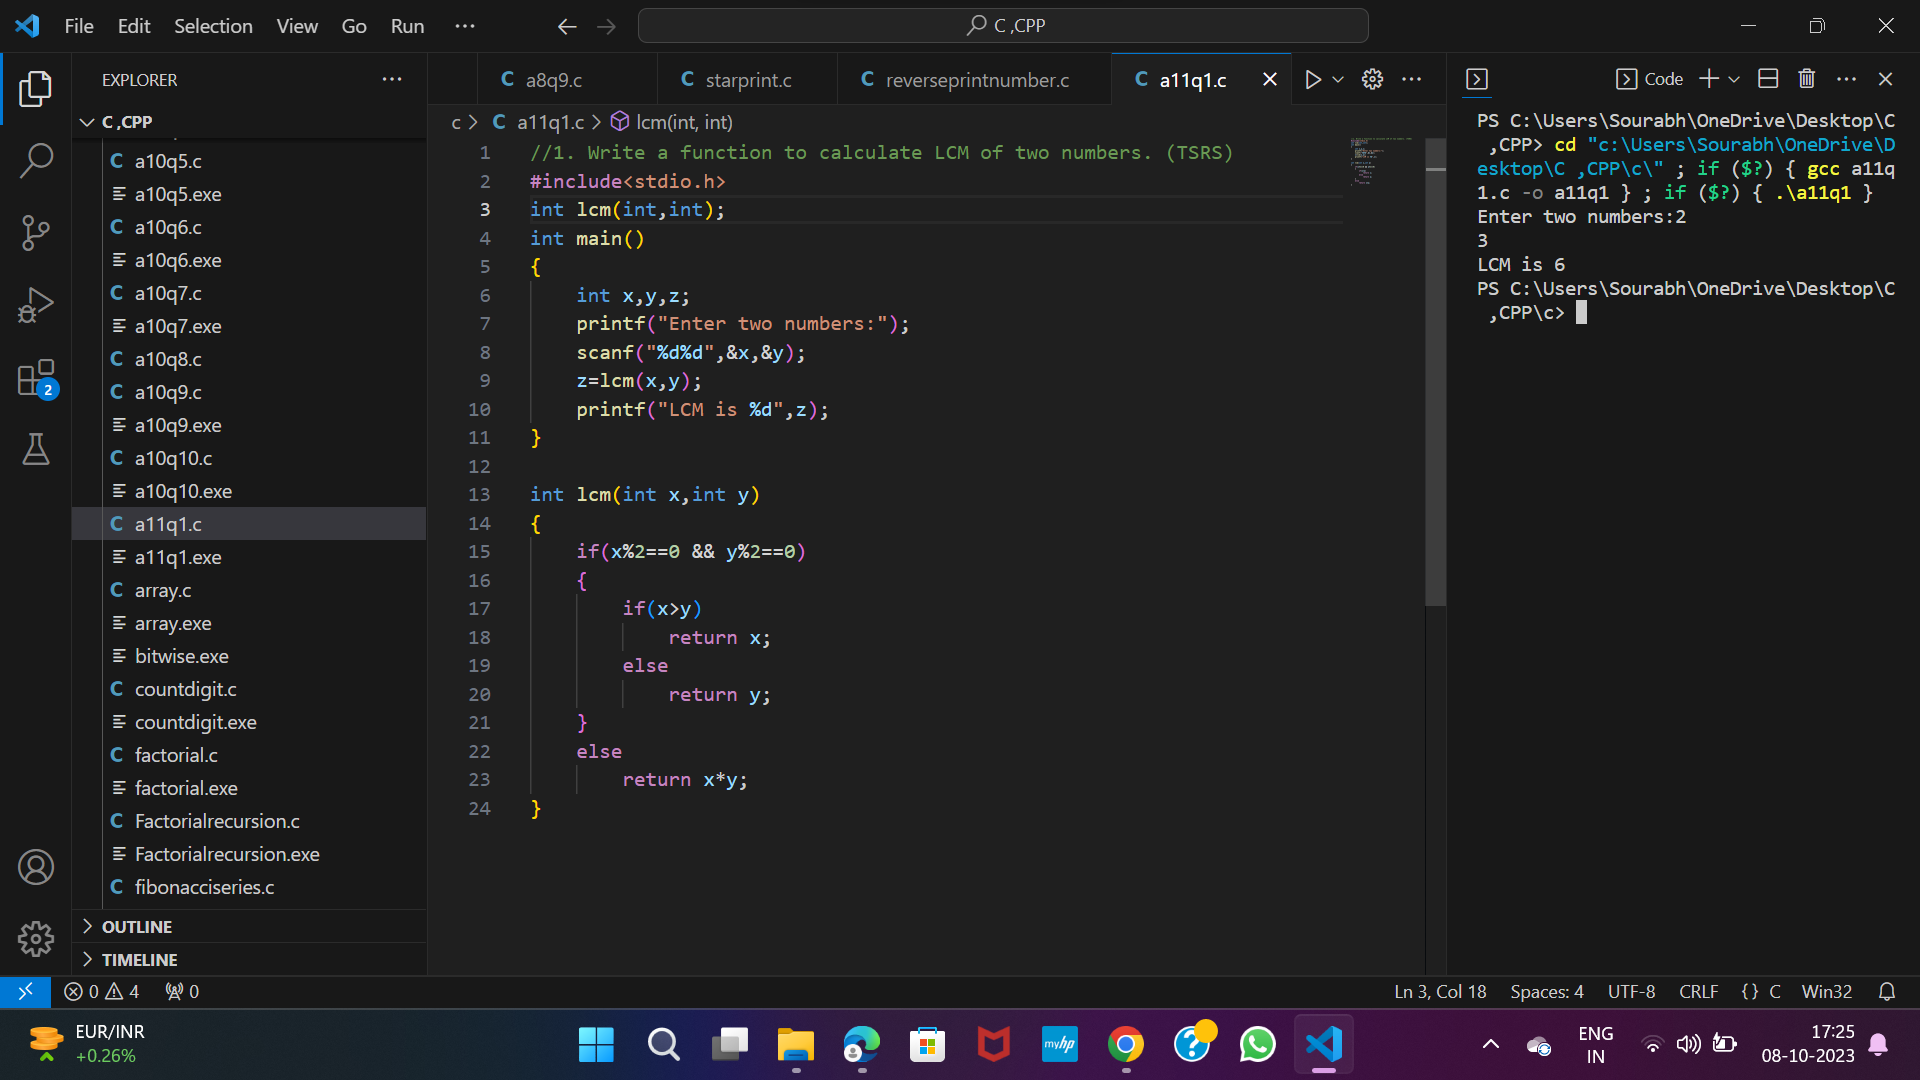 File Edit Selection View Go Run ···
C ,CPP
EXPLORER
C ,CPP
a10q5.c
a10q5.exe
a10q6.c
a10q6.exe
a10q7.c
a10q7.exe
a10q8.c
a10q9.c
a10q9.exe
a10q10.c
a10q10.exe
a11q1.c
a11q1.exe
array.c
array.exe
bitwise.exe
countdigit.c
countdigit.exe
factorial.c
factorial.exe
Factorialrecursion.c
Factorialrecursion.exe
fibonacciseries.c
OUTLINE
TIMELINE
2
C a8q9.c C starprint.c C reverseprintnumber.c C a11q1.c
c > C a11q1.c > lcm(int, int)
1 //1. Write a function to calculate LCM of two numbers. (TSRS)
2 #include<stdio.h>
3 int lcm(int,int);
4 int main()
5 {
6 int x,y,z;
7 printf("Enter two numbers:");
8 scanf("%d%d",&x,&y);
9 z=lcm(x,y);
10 printf("LCM is %d",z);
11 }
12
13 int lcm(int x,int y)
14 {
15 if(x%2==0 && y%2==0)
16 {
17 if(x>y)
18 return x;
19 else
20 return y;
21 }
22 else
23 return x*y;
24 }
Code
PS C:\Users\Sourabh\OneDrive\Desktop\C
,CPP> cd "c:\Users\Sourabh\OneDrive\D
esktop\C ,CPP\c\" ; if ($?) { gcc a11q
1.c -o a11q1 } ; if ($?) { .\a11q1 }
Enter two numbers:2
3
LCM is 6
PS C:\Users\Sourabh\OneDrive\Desktop\C
,CPP\c>
0 4 0
Ln 3, Col 18 Spaces: 4 UTF-8 CRLF {} C Win32
EUR/INR
+0.26%
myhp
ENG
IN
17:25
08-10-2023